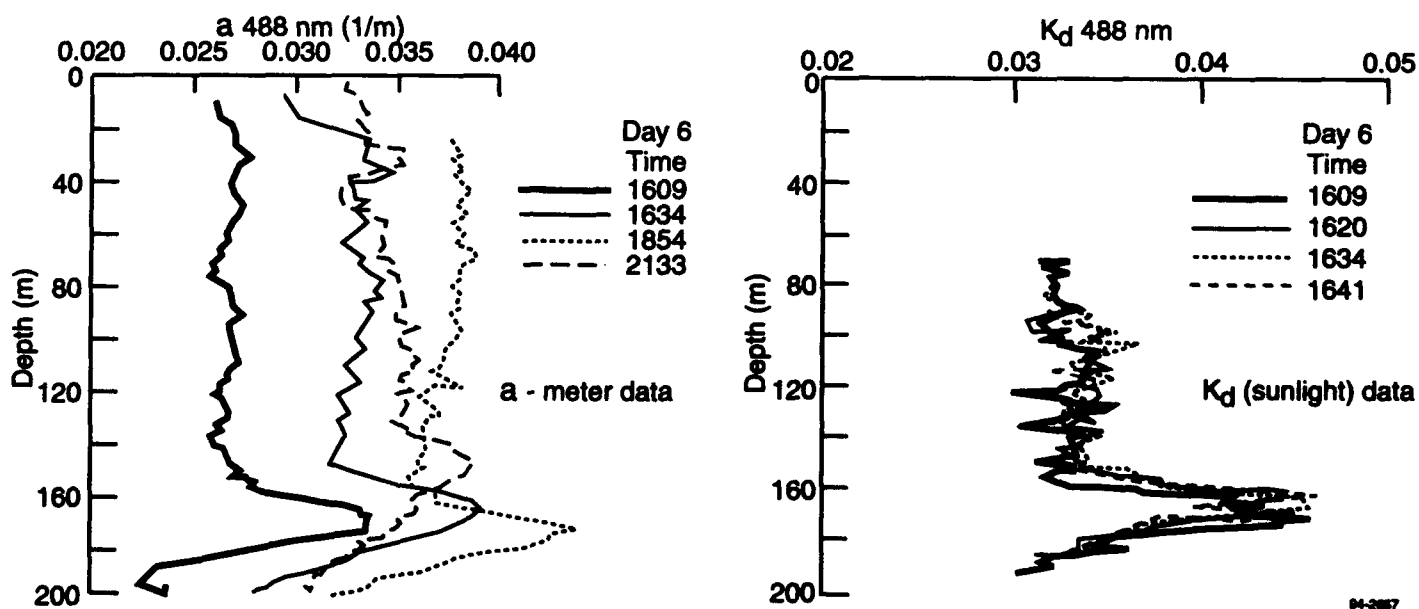 a 488 nm (1/m)
0.020 0.025 0.030 0.035 0.040
0
40
80
120
160
200
Depth (m)
Day 6
Time
1609
1634
1854
2133
a - meter data
Kd 488 nm
0.02 0.03 0.04 0.05
0
40
80
120
160
200
Depth (m)
Day 6
Time
1609
1620
1634
1641
Kd (sunlight) data